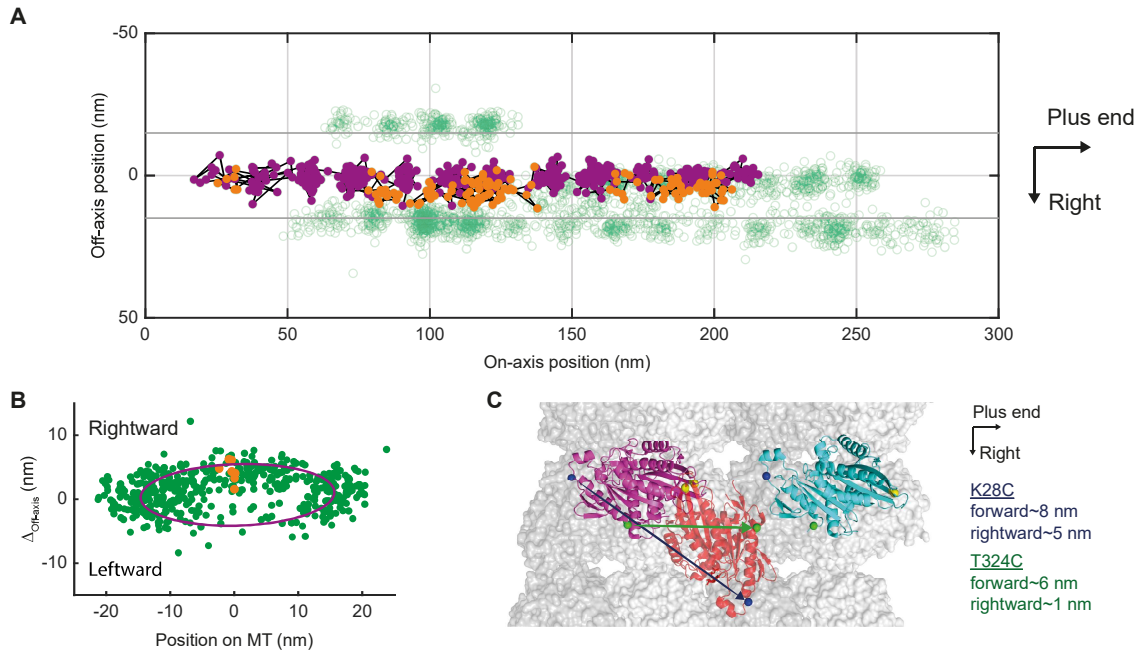 A
-50
0
50
Off-axis position (nm)
0
50
100
150
200
250
300
On-axis position (nm)
Plus end
Right
B
Rightward
10
0
-10
Leftward
Δ Off-axis (nm)
-20
-10
0
10
20
Position on MT (nm)
C
Plus end
Right
K28C
forward~8 nm
rightward~5 nm
T324C
forward~6 nm
rightward~1 nm